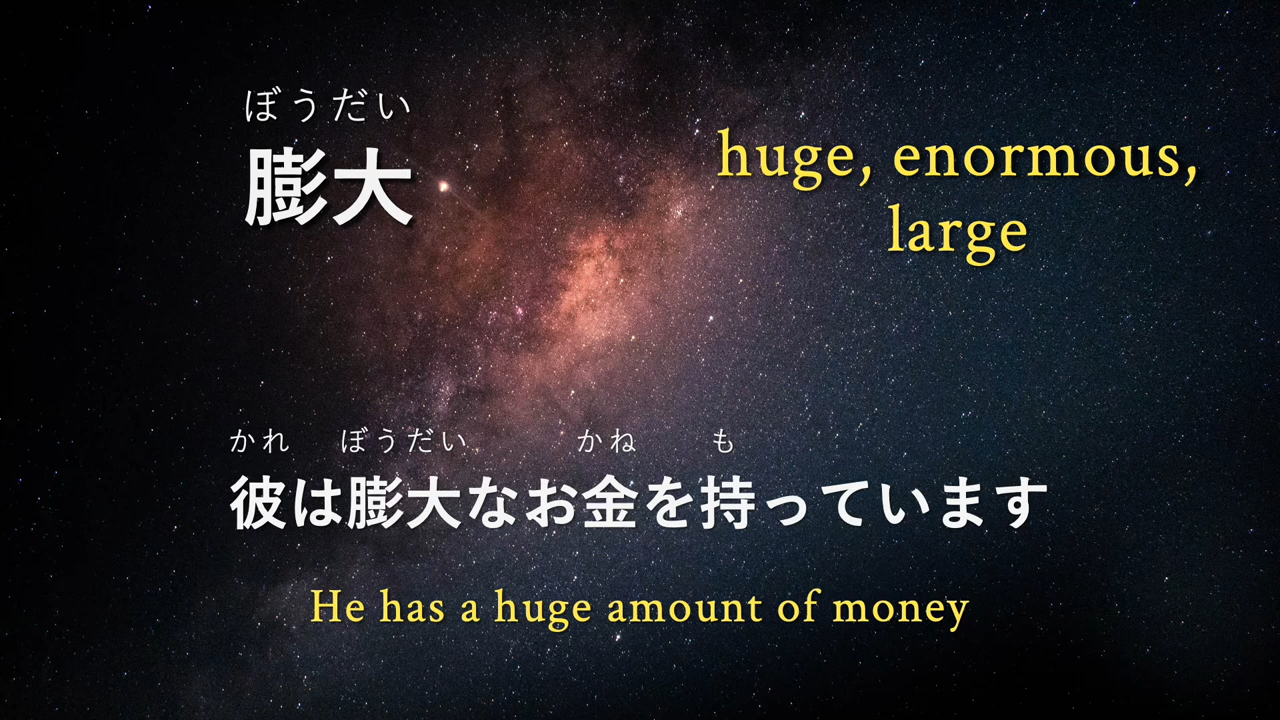 ぼうだい
膨大
huge, enormous,
large
かれ ぼうだい かね も
彼は膨大なお金を持っています
He has a huge amount of money